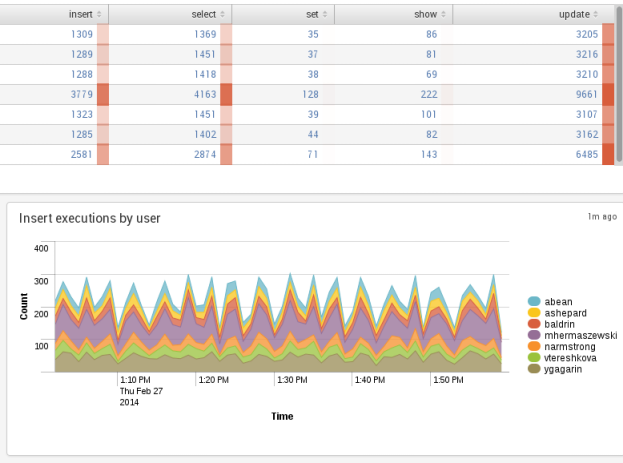 insert select set show update
1309 1369 35 86 3205
1289 1451 37 81 3216
1288 1418 38 69 3210
3779 4163 128 222 9661
1323 1451 39 101 3107
1285 1402 44 82 3162
2581 2874 71 143 6485
Insert executions by user 1m ago
400
300
200
100
Count
1:10 PM 1:20 PM 1:30 PM 1:40 PM 1:50 PM
Thu Feb 27
2014
Time
abean
ashepard
baldrin
mhermaszewski
narmstrong
vtereshkova
ygagarin